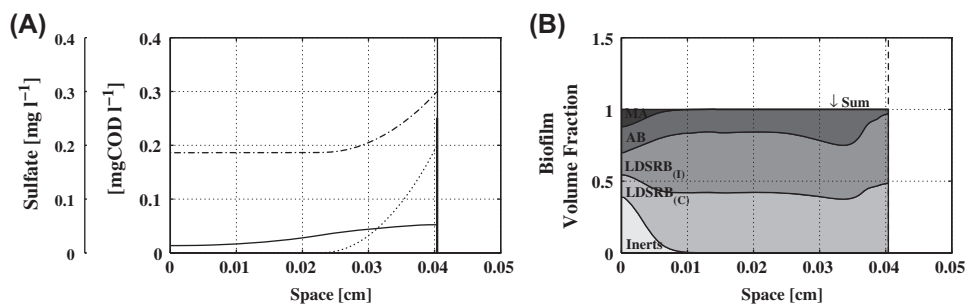 (A)
Sulfate [mg l⁻¹]
0.4
0.3
0.2
0.1
0
[mgCOD l⁻¹]
0.4
0.3
0.2
0.1
0
0
0.01
0.02
0.03
0.04
0.05
Space [cm]
(B)
Biofilm
Volume Fraction
1.5
1
0.5
0
↓ Sum
MA
AB
LDSRB(I)
LDSRB(C)
Inerts
0
0.01
0.02
0.03
0.04
0.05
Space [cm]